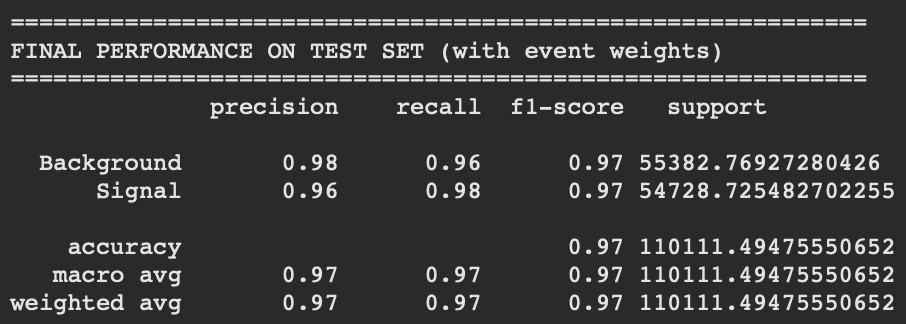 ============================================================
FINAL PERFORMANCE ON TEST SET (with event weights)
============================================================
              precision    recall  f1-score   support

  Background       0.98      0.96      0.97 55382.76927280426
      Signal       0.96      0.98      0.97 54728.725482702255

    accuracy                           0.97 110111.49475550652
   macro avg       0.97      0.97      0.97 110111.49475550652
weighted avg       0.97      0.97      0.97 110111.49475550652